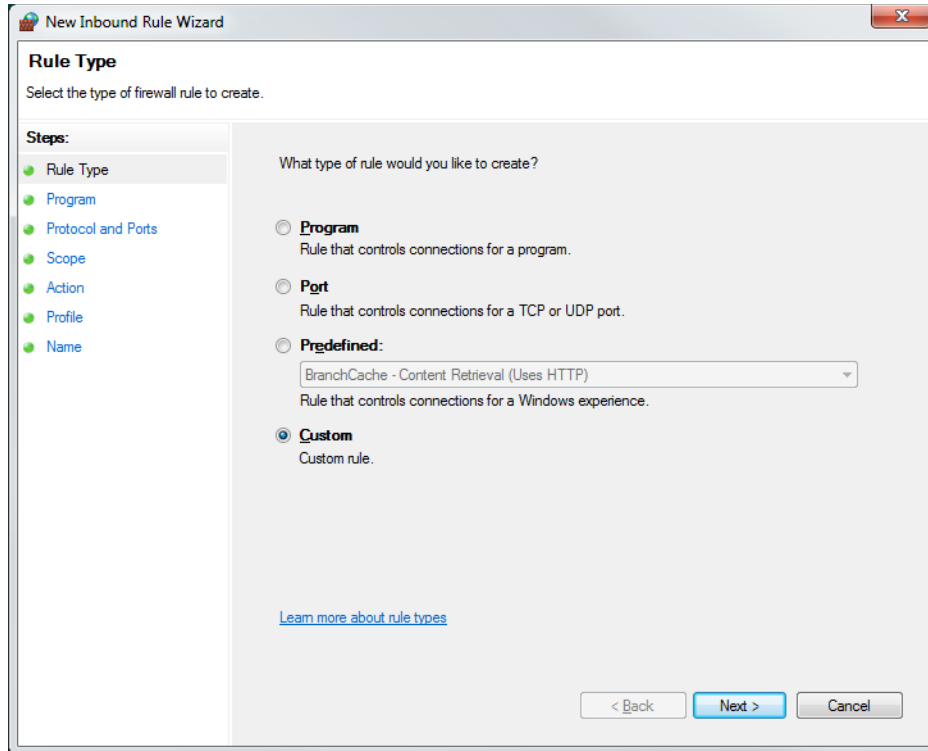 New Inbound Rule Wizard
Rule Type
Select the type of firewall rule to create.
Steps:
Rule Type
Program
Protocol and Ports
Scope
Action
Profile
Name
What type of rule would you like to create?
Program
Rule that controls connections for a program.
Port
Rule that controls connections for a TCP or UDP port.
Predefined:
BranchCache - Content Retrieval (Uses HTTP)
Rule that controls connections for a Windows experience.
Custom
Custom rule.
Learn more about rule types
< Back Next > Cancel